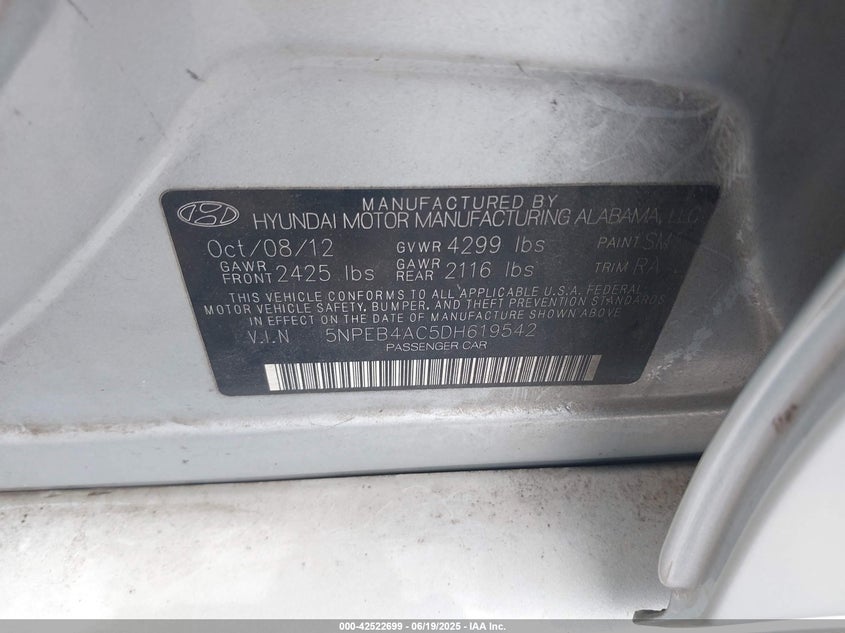 MANUFACTURED BY
HYUNDAI MOTOR MANUFACTURING ALABAMA, LLC
Oct/08/12 GVWR 4299 lbs PAINT SM
GAWR FRONT 2425 lbs GAWR REAR 2116 lbs TRIM RA
THIS VEHICLE CONFORMS TO ALL APPLICABLE U.S.A. FEDERAL
MOTOR VEHICLE SAFETY, BUMPER, AND THEFT PREVENTION STANDARDS
IN EFFECT ON THE DATE OF MANUFACTURE SHOWN ABOVE
V.I.N 5NPEB4AC5DH619542
PASSENGER CAR
000-42522699 - 06/19/2025 - IAA Inc.